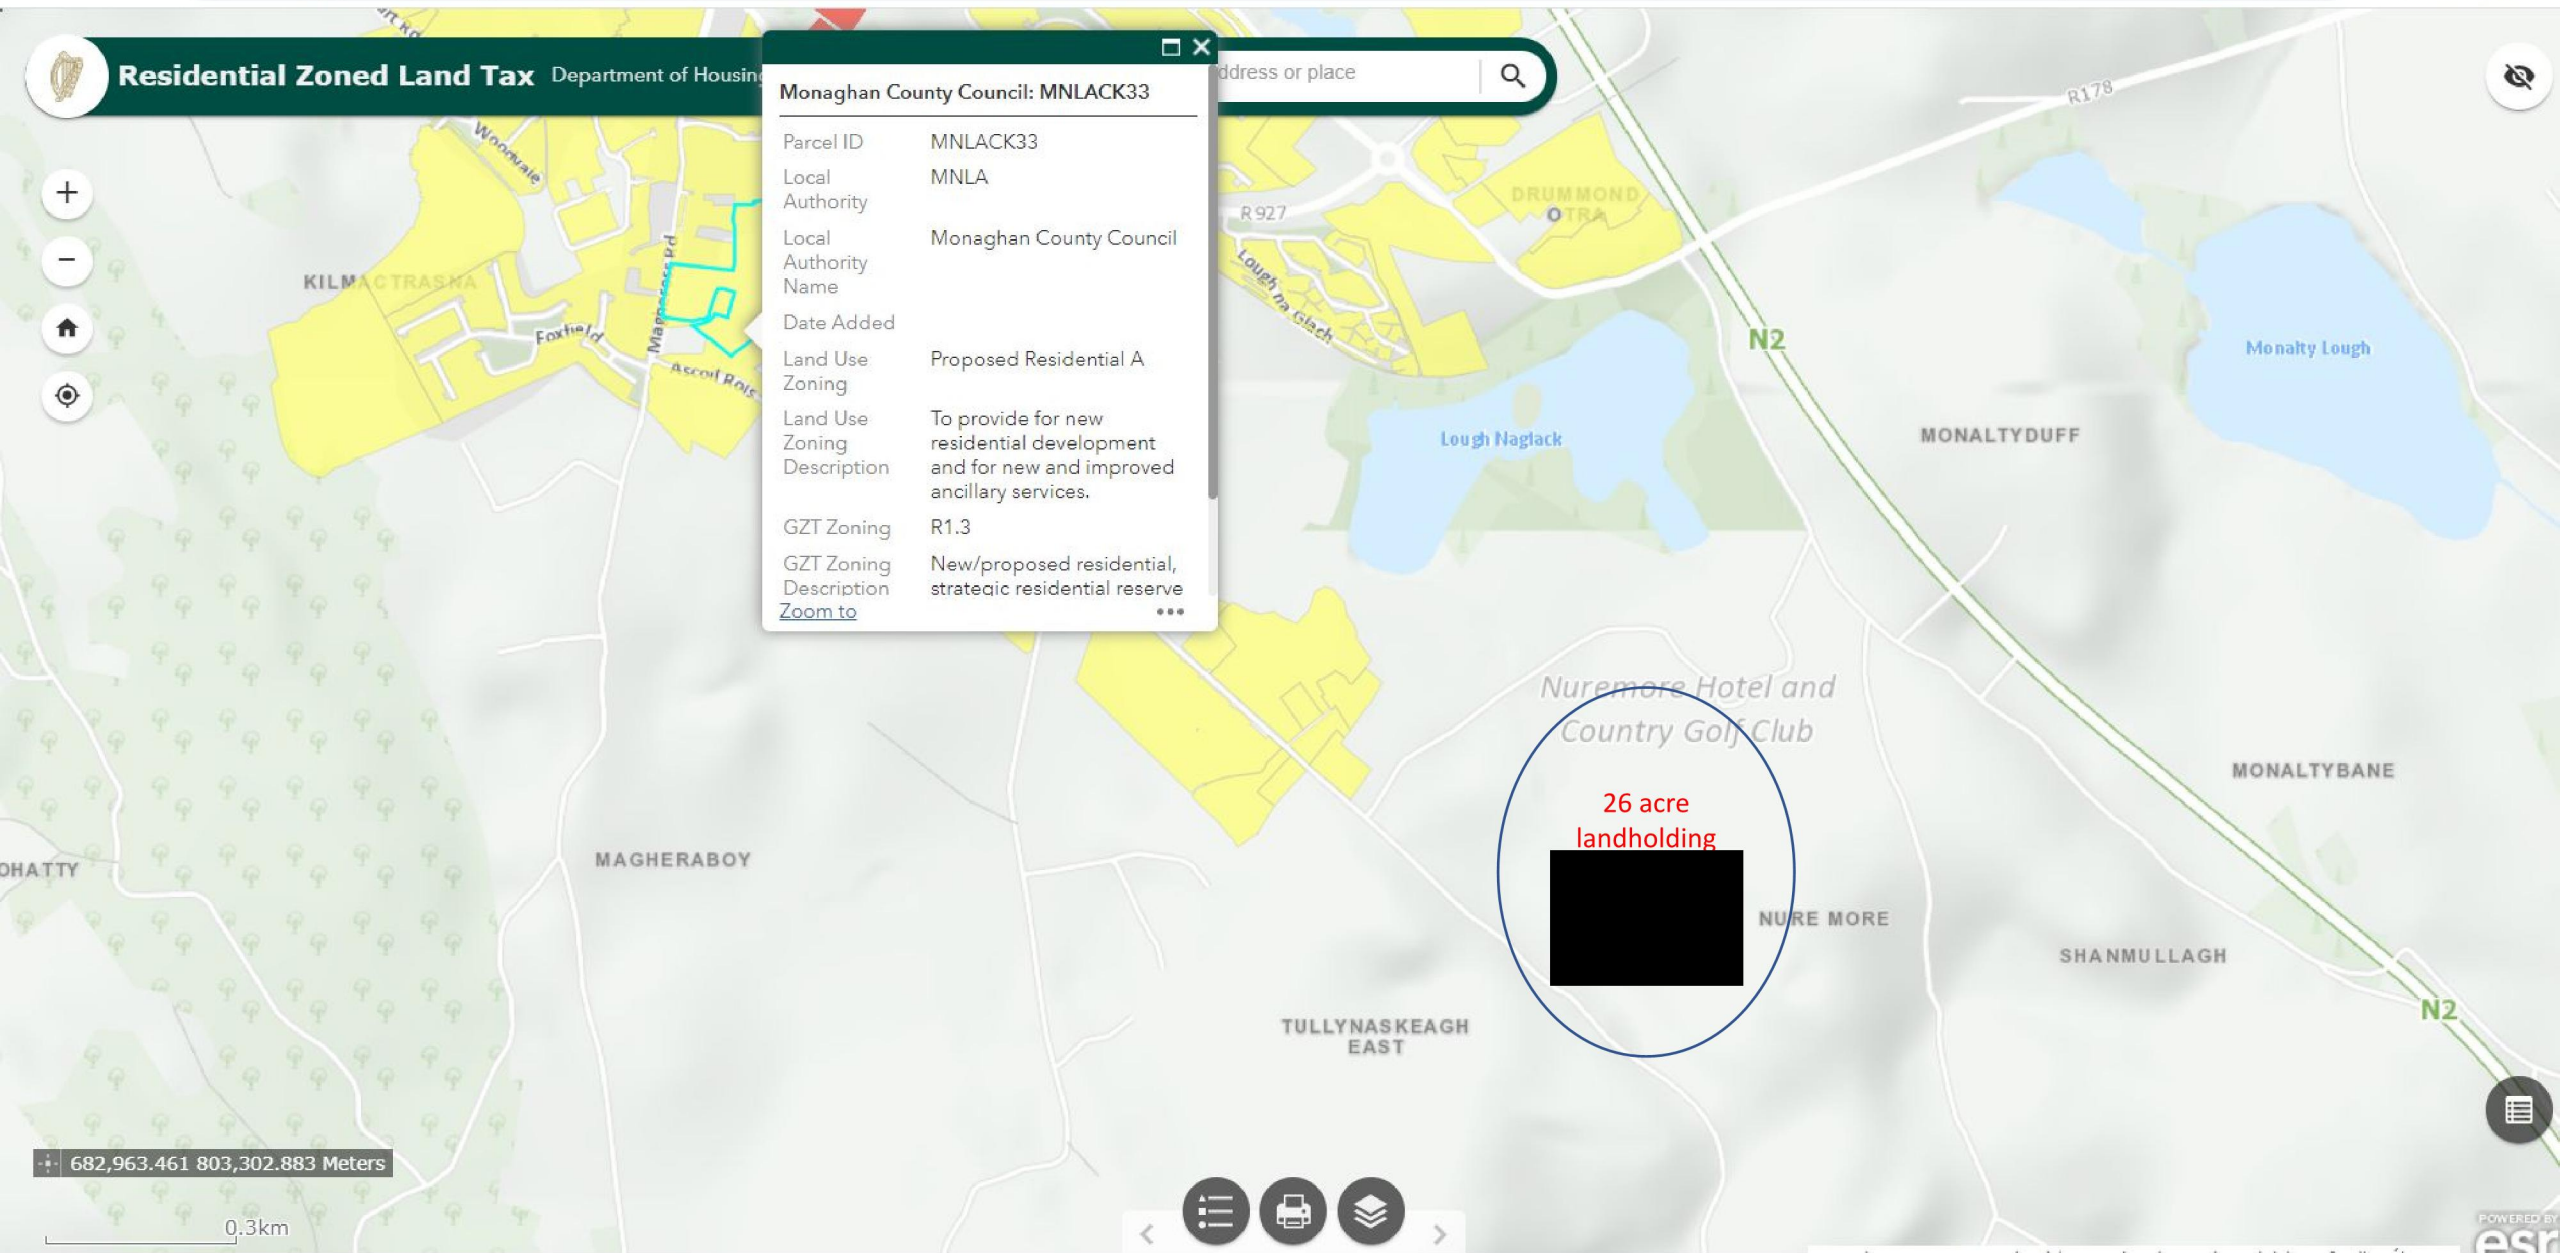 Residential Zoned Land Tax
Department of Housing
ddress or place
Monaghan County Council: MNLACK33
Parcel ID MNLACK33
Local MNLA
Authority
Local Monaghan County Council
Authority
Name
Date Added
Land Use Proposed Residential A
Zoning
Land Use To provide for new
Zoning residential development
Description and for new and improved
ancillary services.
GZT Zoning R1.3
GZT Zoning New/proposed residential,
Description strategic residential reserve
Zoom to
R178
Woodvale
DRUMMOND
OTRA
R927
KILMACTRASNA
Lough na Glach
Foxfield
N2
Monalty Lough
Ascoil Rois
MONALTYDUFF
Lough Naglack
Nuremore Hotel and
Country Golf Club
MONALTYBANE
26 acre
landholding
MAGHERABOY
OHATTY
NURE MORE
SHANMULLAGH
N2
TULLYNASKEAGH
EAST
682,963.461 803,302.883 Meters
0.3km
POWERED BY
esri